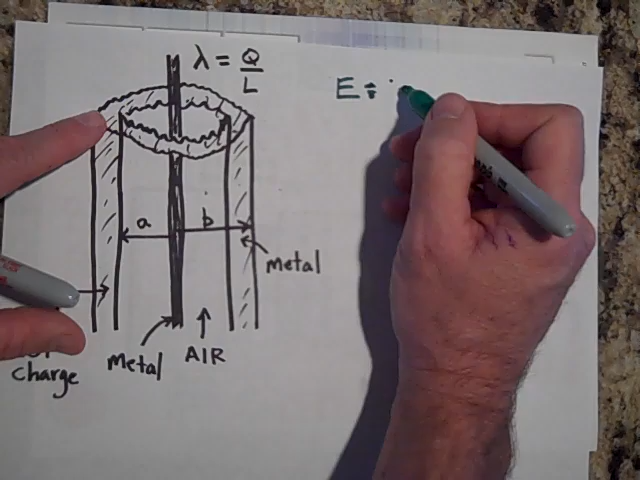 λ = Q
L
E =
a
b
metal
metal
AIR
charge